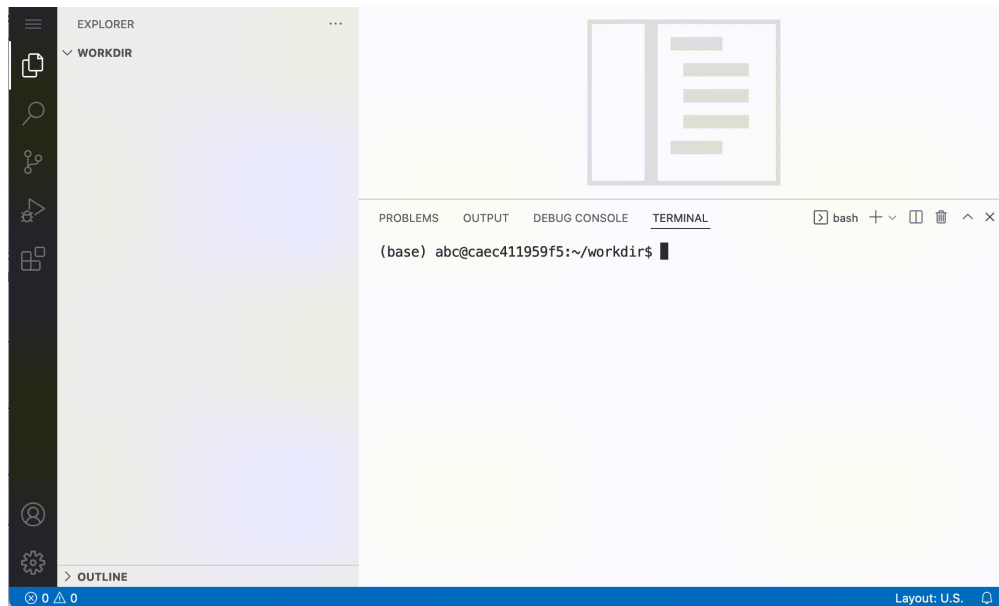 EXPLORER
WORKDIR
PROBLEMS OUTPUT DEBUG CONSOLE TERMINAL bash
(base) abc@caec411959f5:~/workdir$
OUTLINE
0 0 Layout: U.S.